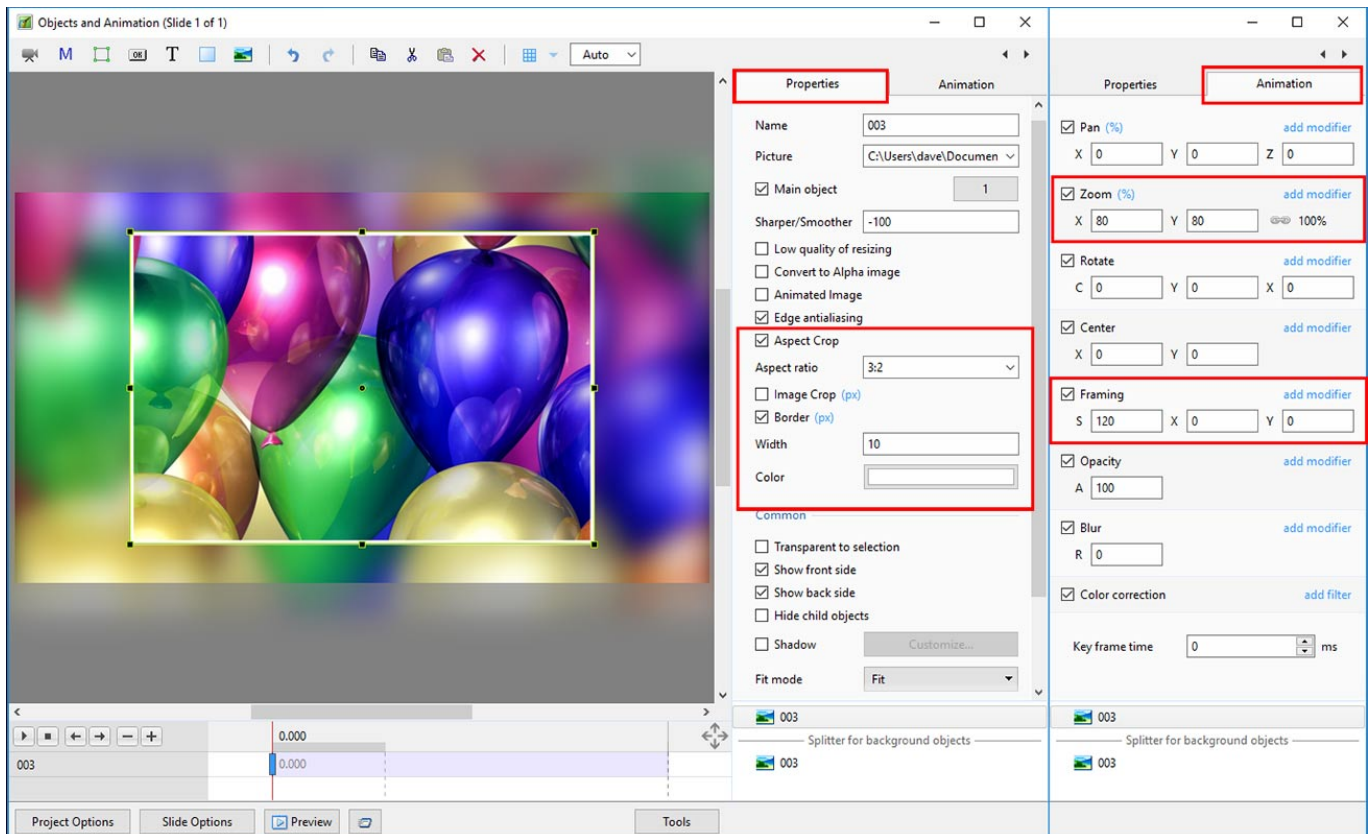 Objects and Animation (Slide 1 of 1)
M OK T Auto
Properties Animation
Name 003
Picture C:\Users\dave\Documen
Main object 1
Sharper/Smoother -100
Low quality of resizing
Convert to Alpha image
Animated Image
Edge antialiasing
Aspect Crop
Aspect ratio 3:2
Image Crop (px)
Border (px)
Width 10
Color
Common
Transparent to selection
Show front side
Show back side
Hide child objects
Shadow Customize...
Fit mode Fit
003
Splitter for background objects
003
Properties Animation
Pan (%) add modifier
X 0 Y 0 Z 0
Zoom (%) add modifier
X 80 Y 80 100%
Rotate add modifier
C 0 Y 0 X 0
Center add modifier
X 0 Y 0
Framing add modifier
S 120 X 0 Y 0
Opacity add modifier
A 100
Blur add modifier
R 0
Color correction add filter
Key frame time 0 ms
003
Splitter for background objects
003
0.000
003 0.000
Project Options Slide Options Preview Tools